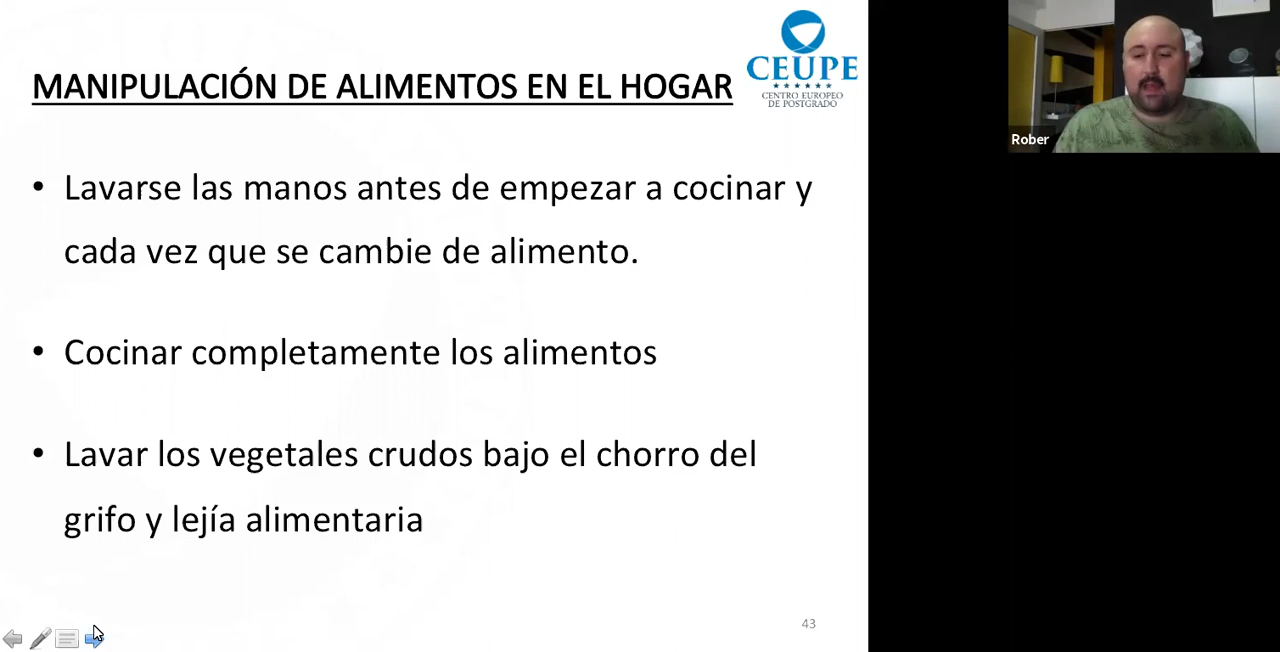 MANIPULACIÓN DE ALIMENTOS EN EL HOGAR
CEUPE
CENTRO EUROPEO
DE POSTGRADO
• Lavarse las manos antes de empezar a cocinar y
cada vez que se cambie de alimento.
• Cocinar completamente los alimentos
• Lavar los vegetales crudos bajo el chorro del
grifo y lejía alimentaria
43
Rober